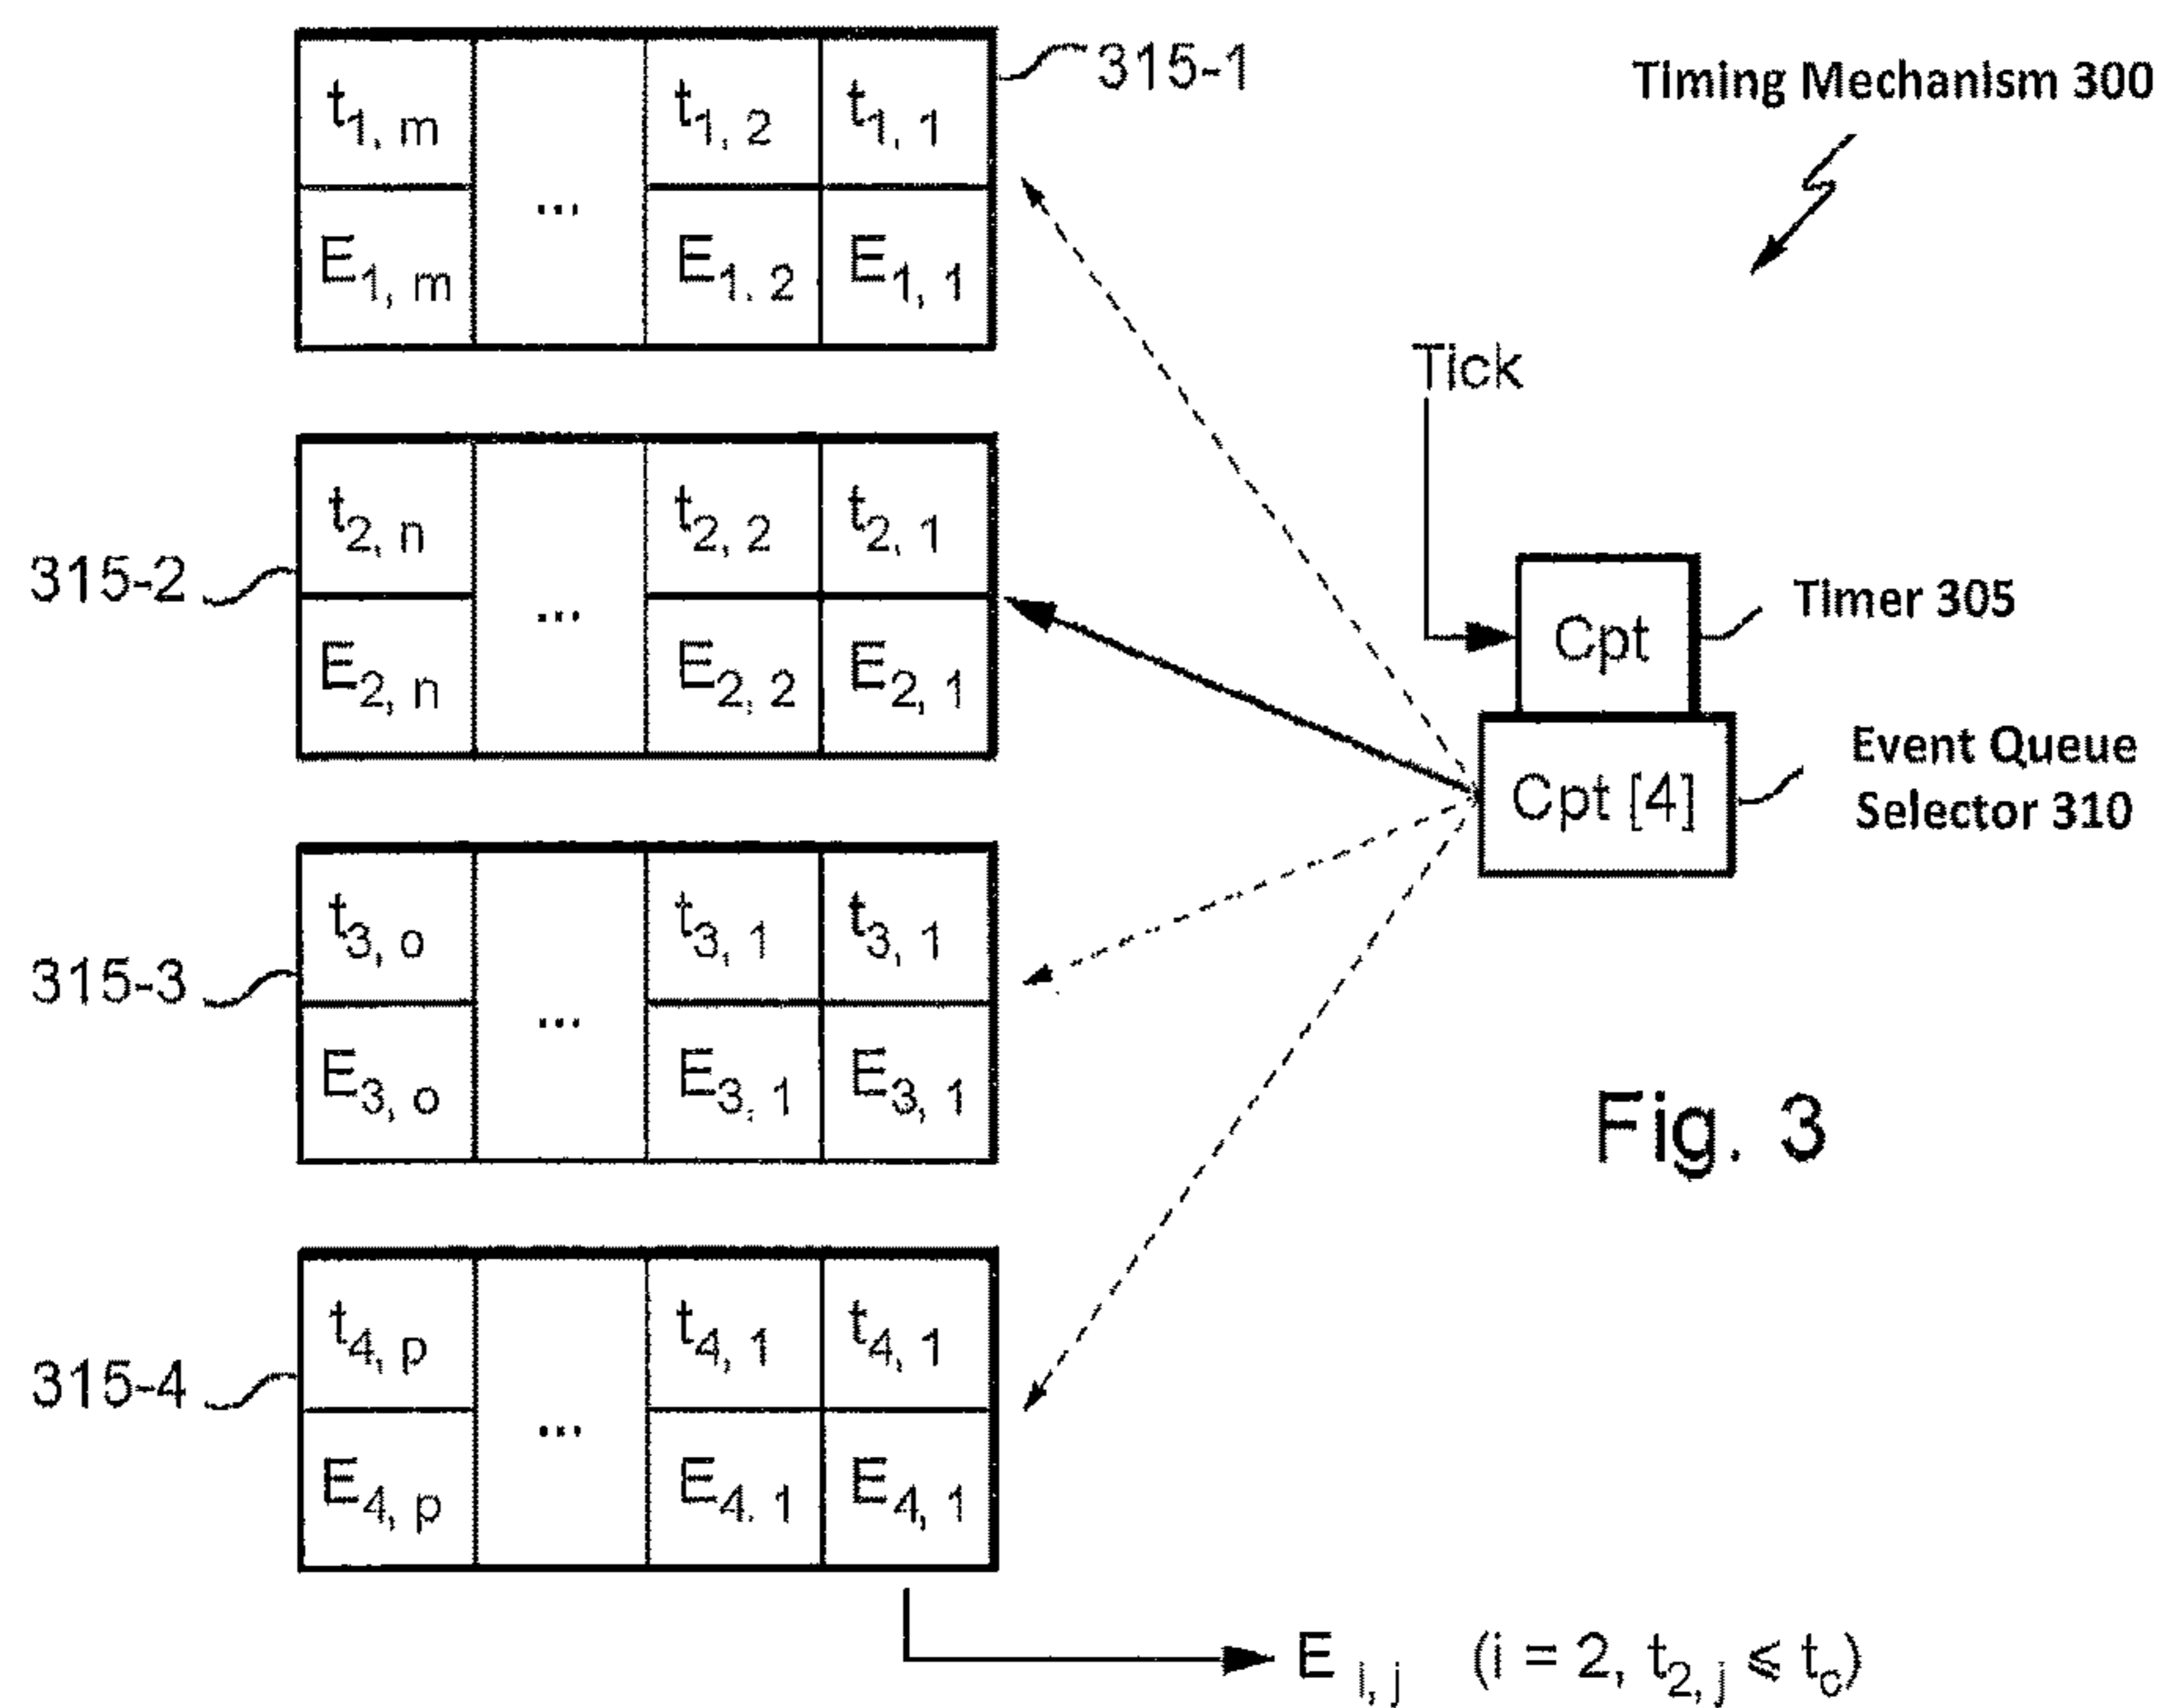 315-1
Timing Mechanism 300
t1, m ... t1, 2 t1, 1
E1, m E1, 2 E1, 1
Tick
315-2
t2, n ... t2, 2 t2, 1
E2, n E2, 2 E2, 1
Cpt
Timer 305
Cpt [4]
Event Queue
Selector 310
315-3
t3, o ... t3, 1 t3, 1
E3, o E3, 1 E3, 1
Fig. 3
315-4
t4, p ... t4, 1 t4, 1
E4, p E4, 1 E4, 1
E i, j (i = 2, t2, j ⩽ tc)